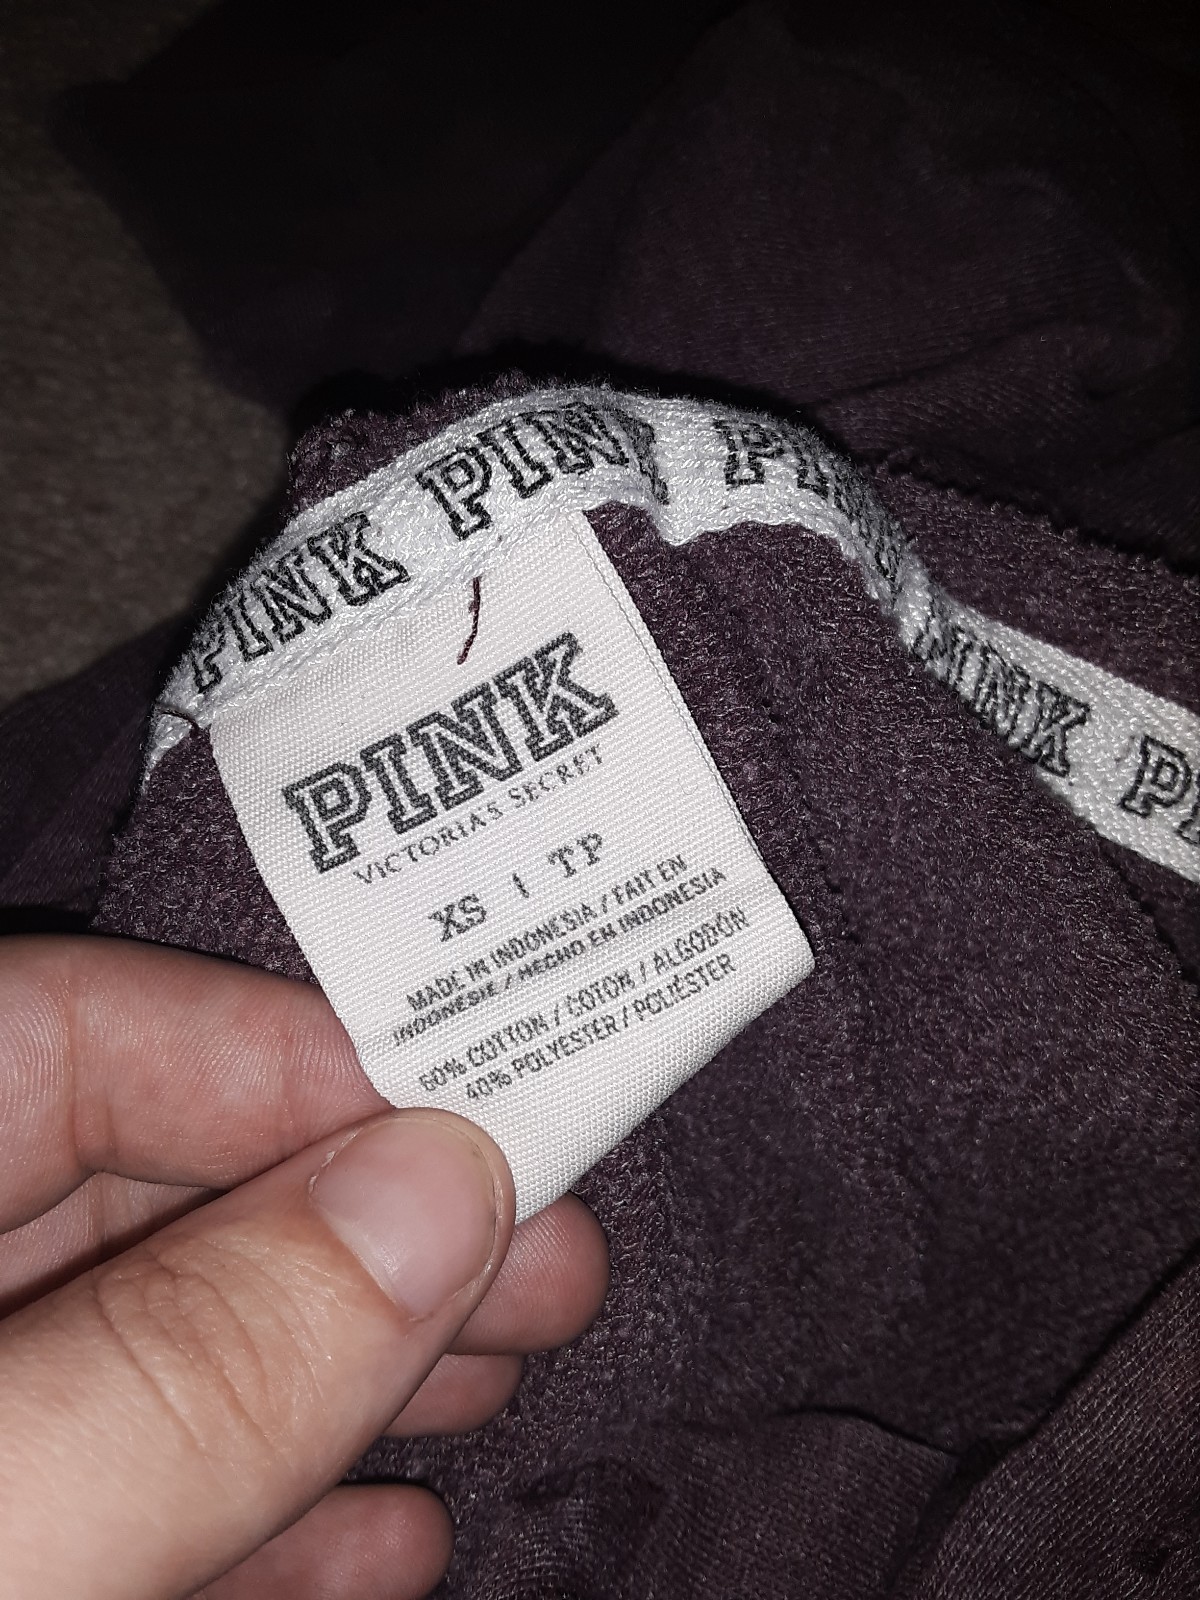 PINK PINK PINK PINK
PINK
VICTORIA'S SECRET
XS | TP
MADE IN INDONESIA / FAIT EN
INDONÉSIE / HECHO EN INDONESIA
60% COTTON / COTON / ALGODÓN
40% POLYESTER / POLIÉSTER